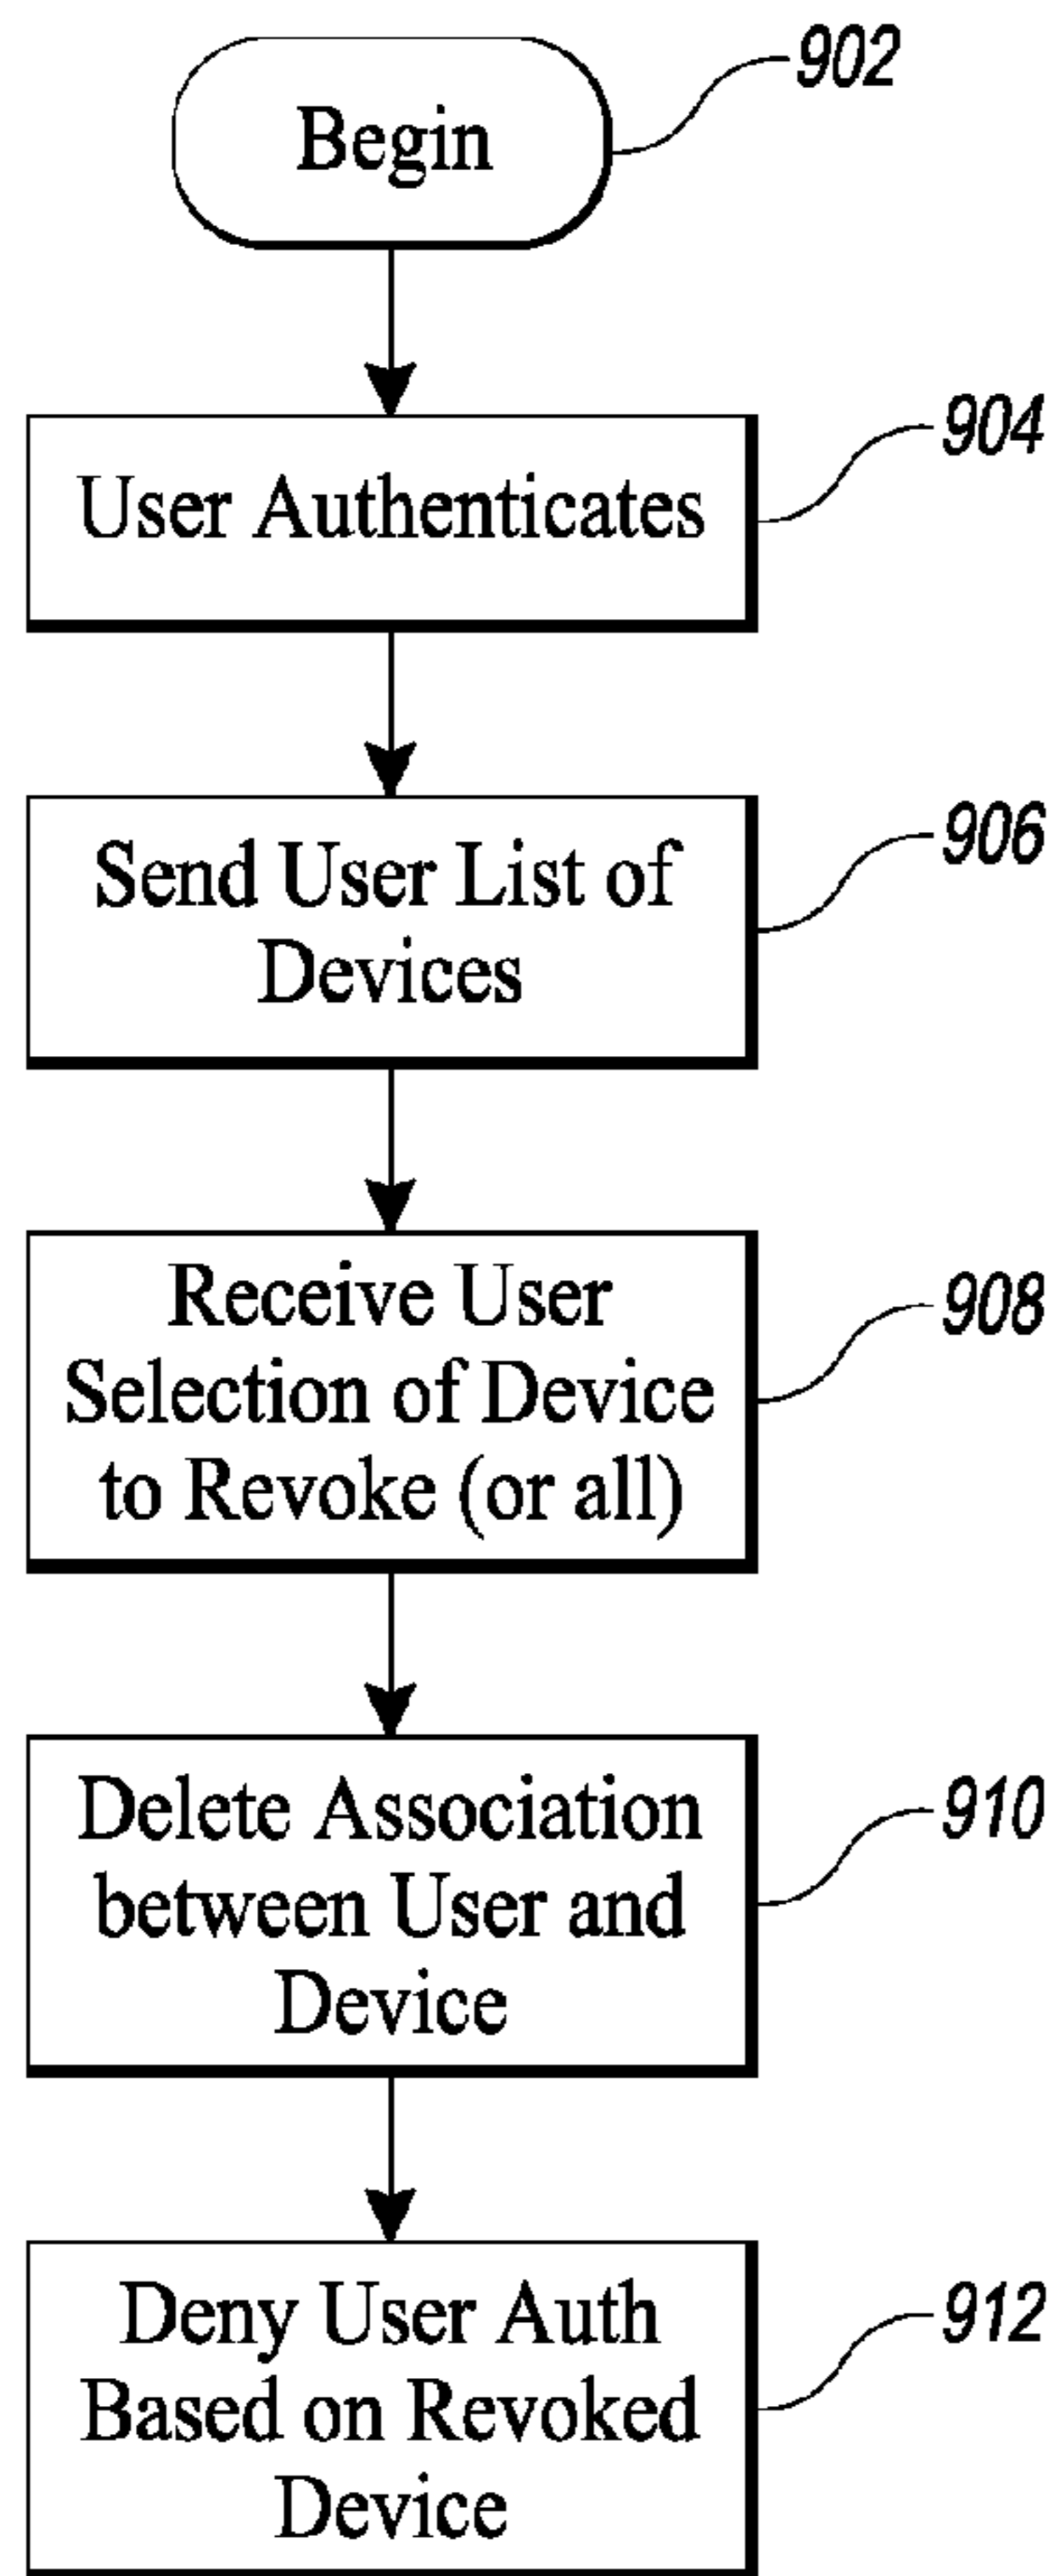 Begin
902
User Authenticates
904
Send User List of
Devices
906
Receive User
Selection of Device
to Revoke (or all)
908
Delete Association
between User and
Device
910
Deny User Auth
Based on Revoked
Device
912